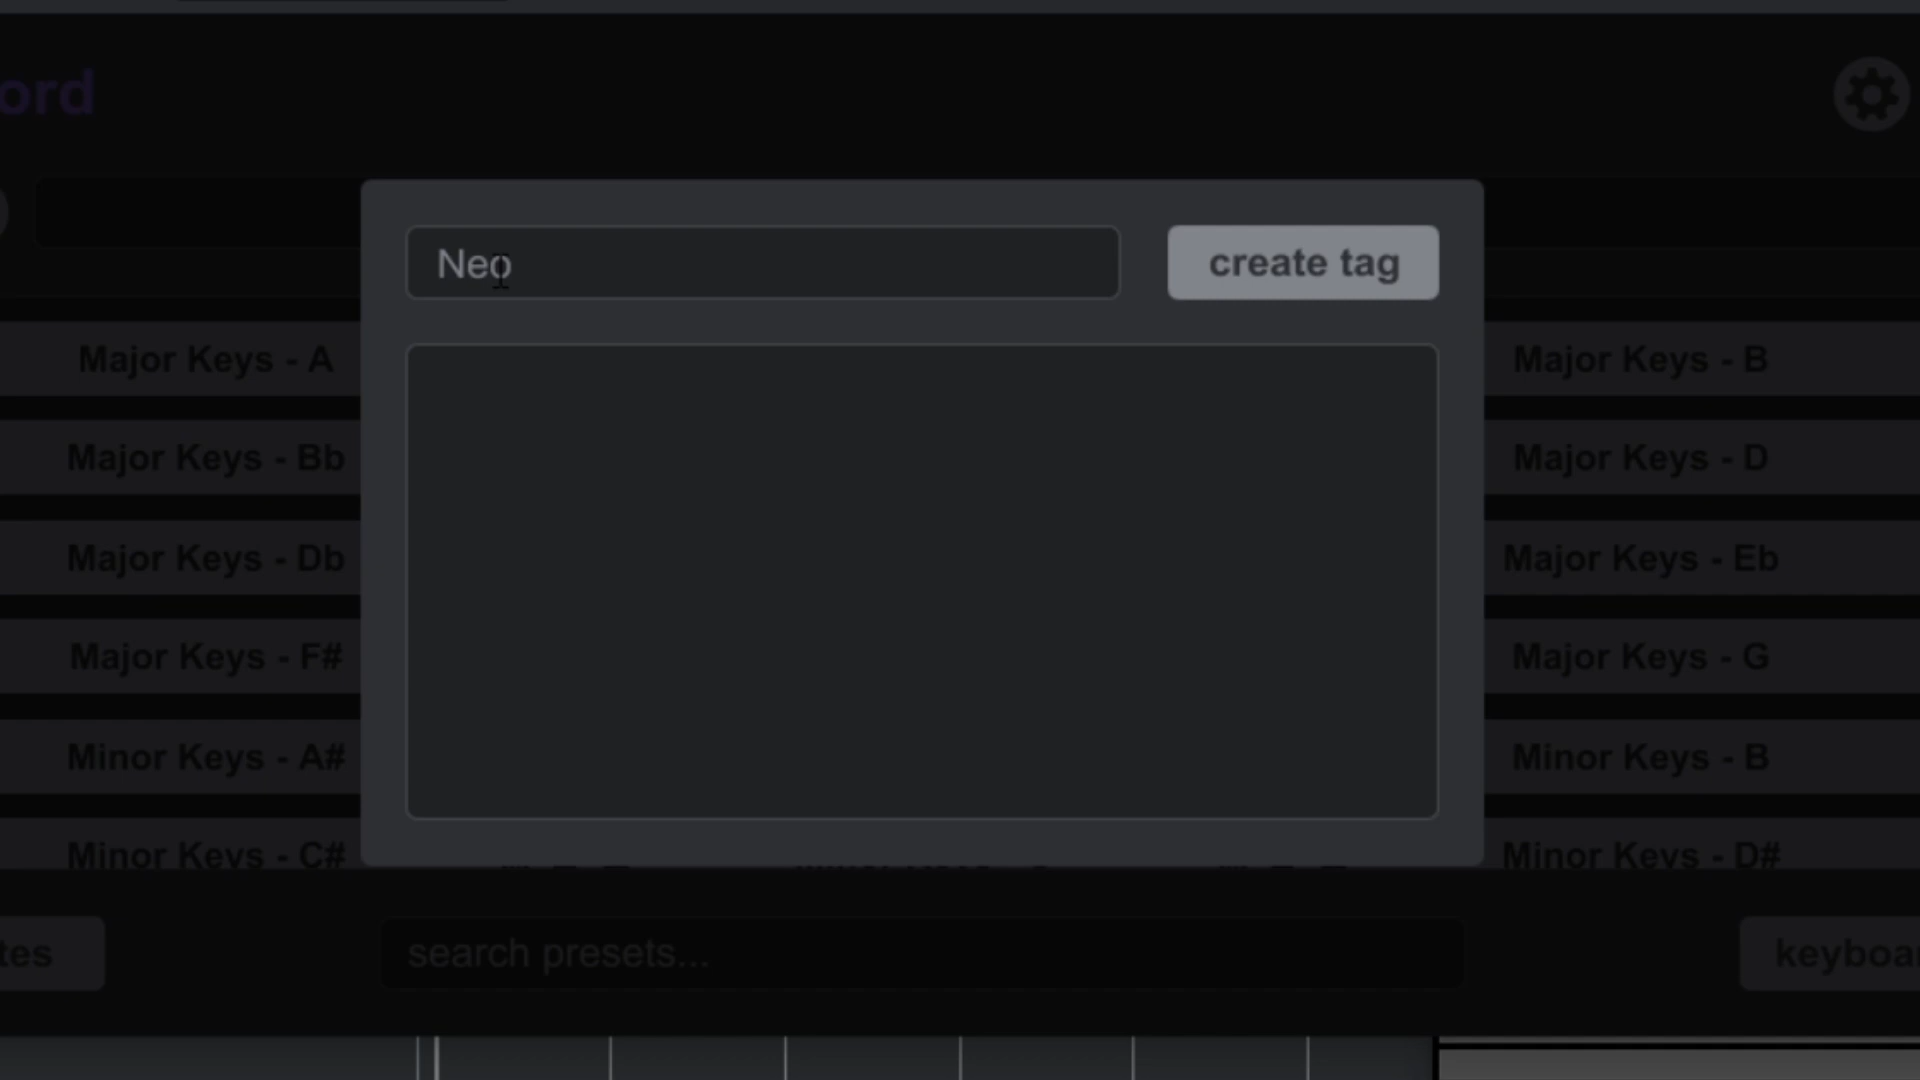 ord
Neo
create tag
Major Keys - A
Major Keys - B
Major Keys - Bb
Major Keys - D
Major Keys - Db
Major Keys - Eb
Major Keys - F#
Major Keys - G
Minor Keys - A#
Minor Keys - B
Minor Keys - C#
Minor Keys - D#
tes
search presets...
keyboar